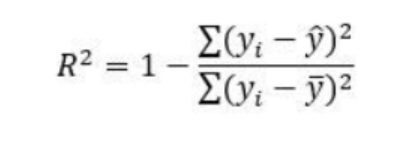 R² = 1 − ∑(yᵢ − ŷ)² / ∑(yᵢ − ȳ)²